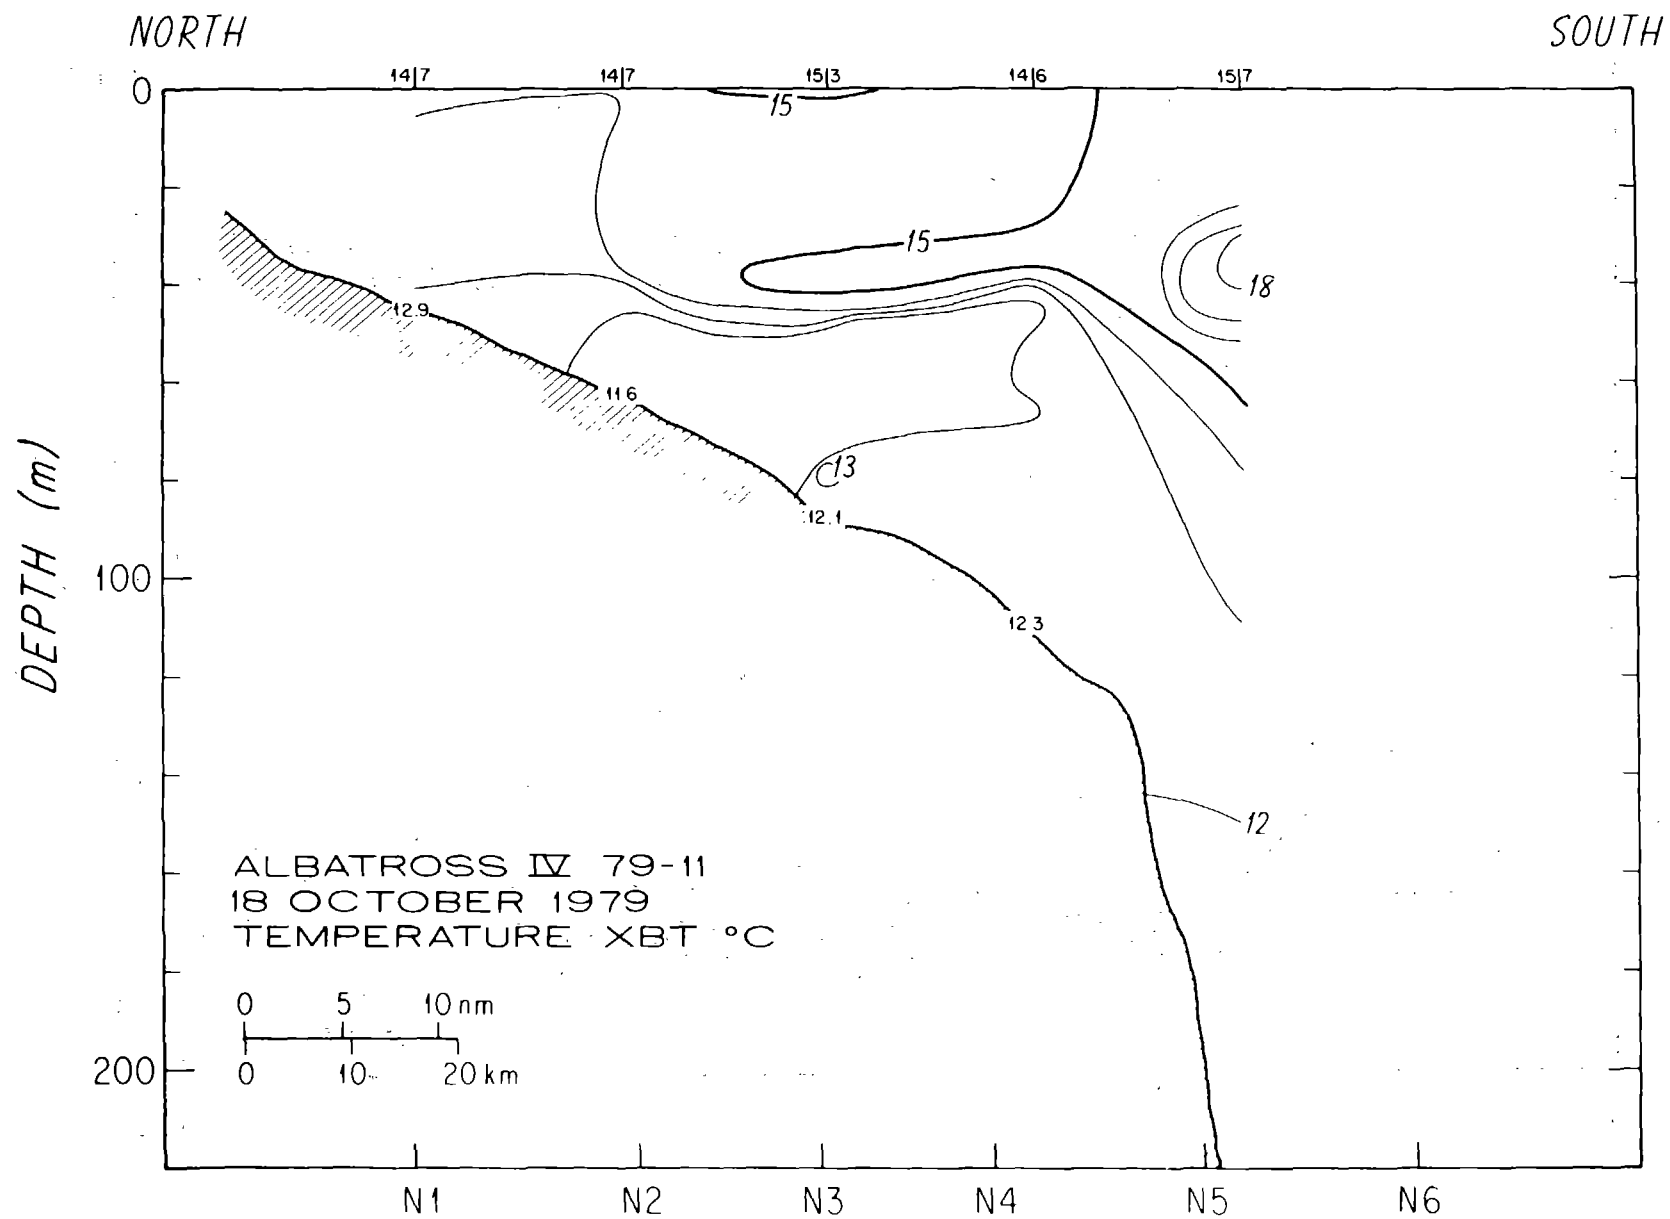 NORTH SOUTH
14|7 14|7 15|3 14|6 15|7
0
15
15
18
12.9
11 6
13
12.1
100
12 3
12
DEPTH (m)
ALBATROSS IV 79-11
18 OCTOBER 1979
TEMPERATURE XBT °C
0 5 10 nm
0 10 20 km
200
N1 N2 N3 N4 N5 N6